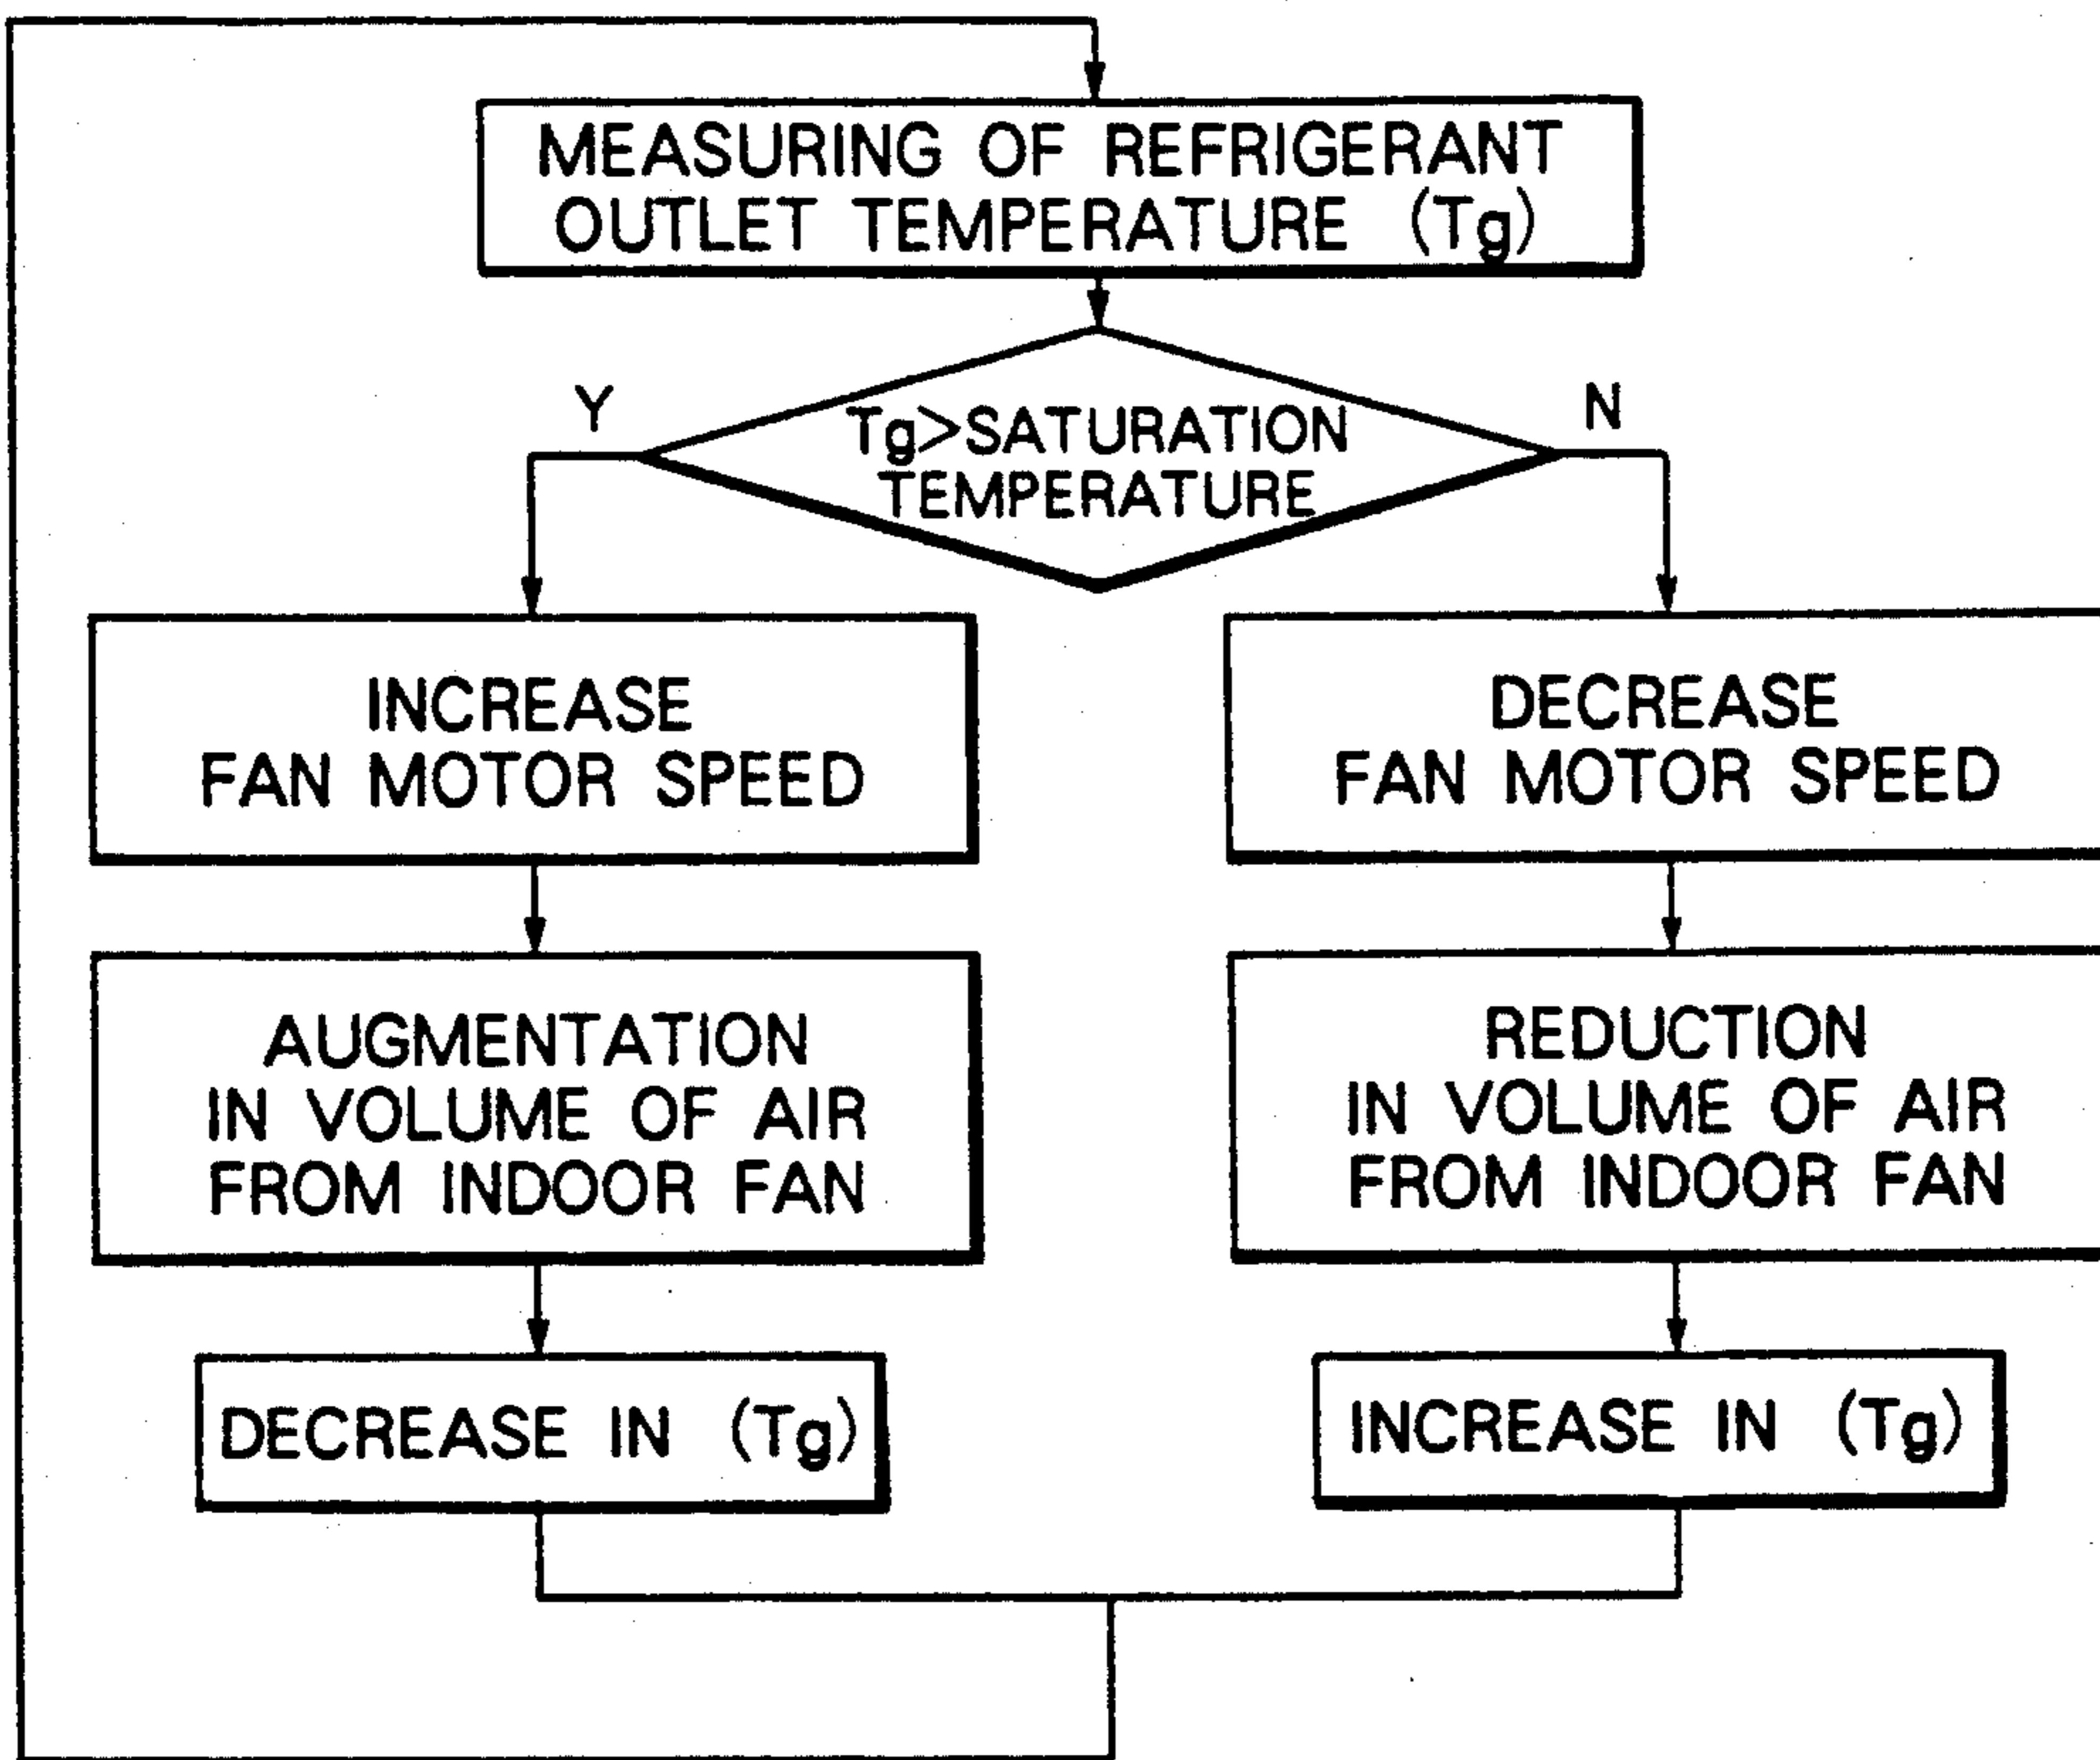 MEASURING OF REFRIGERANT
OUTLET TEMPERATURE (Tg)
Y
Tg>SATURATION
TEMPERATURE
N
INCREASE
FAN MOTOR SPEED
DECREASE
FAN MOTOR SPEED
AUGMENTATION
IN VOLUME OF AIR
FROM INDOOR FAN
REDUCTION
IN VOLUME OF AIR
FROM INDOOR FAN
DECREASE IN (Tg)
INCREASE IN (Tg)